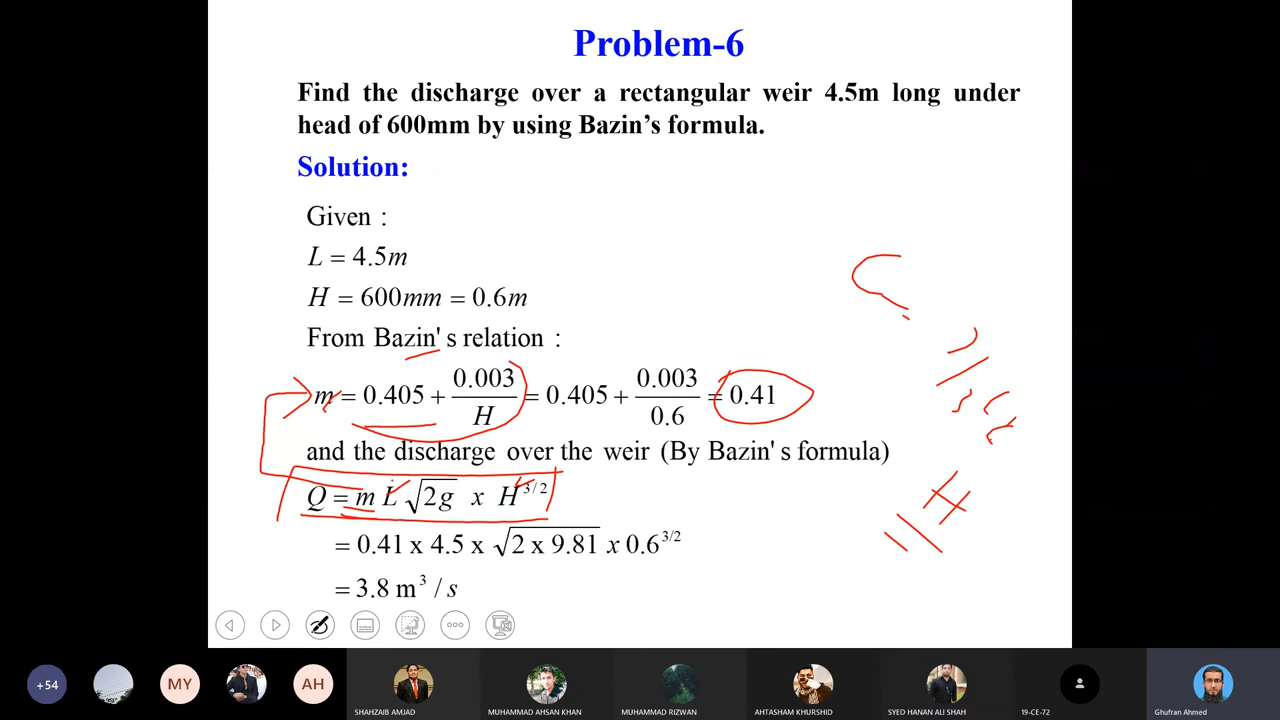 Problem-6
Find the discharge over a rectangular weir 4.5m long under
head of 600mm by using Bazin's formula.
Solution:
Given :
L = 4.5m
H = 600mm = 0.6m
From Bazin's relation :
m = 0.405 + 0.003/H = 0.405 + 0.003/0.6 = 0.41
and the discharge over the weir (By Bazin's formula)
Q = m L √2g x H^3/2
= 0.41 x 4.5 x √2 x 9.81 x 0.6^3/2
= 3.8 m³ / s
H
+54
MY
AH
SHAHZAIB AMJAD
MUHAMMAD AHSAN KHAN
MUHAMMAD RIZWAN
AHTASHAM KHURSHID
SYED HANAN ALI SHAH
19-CE-72
Ghufran Ahmed